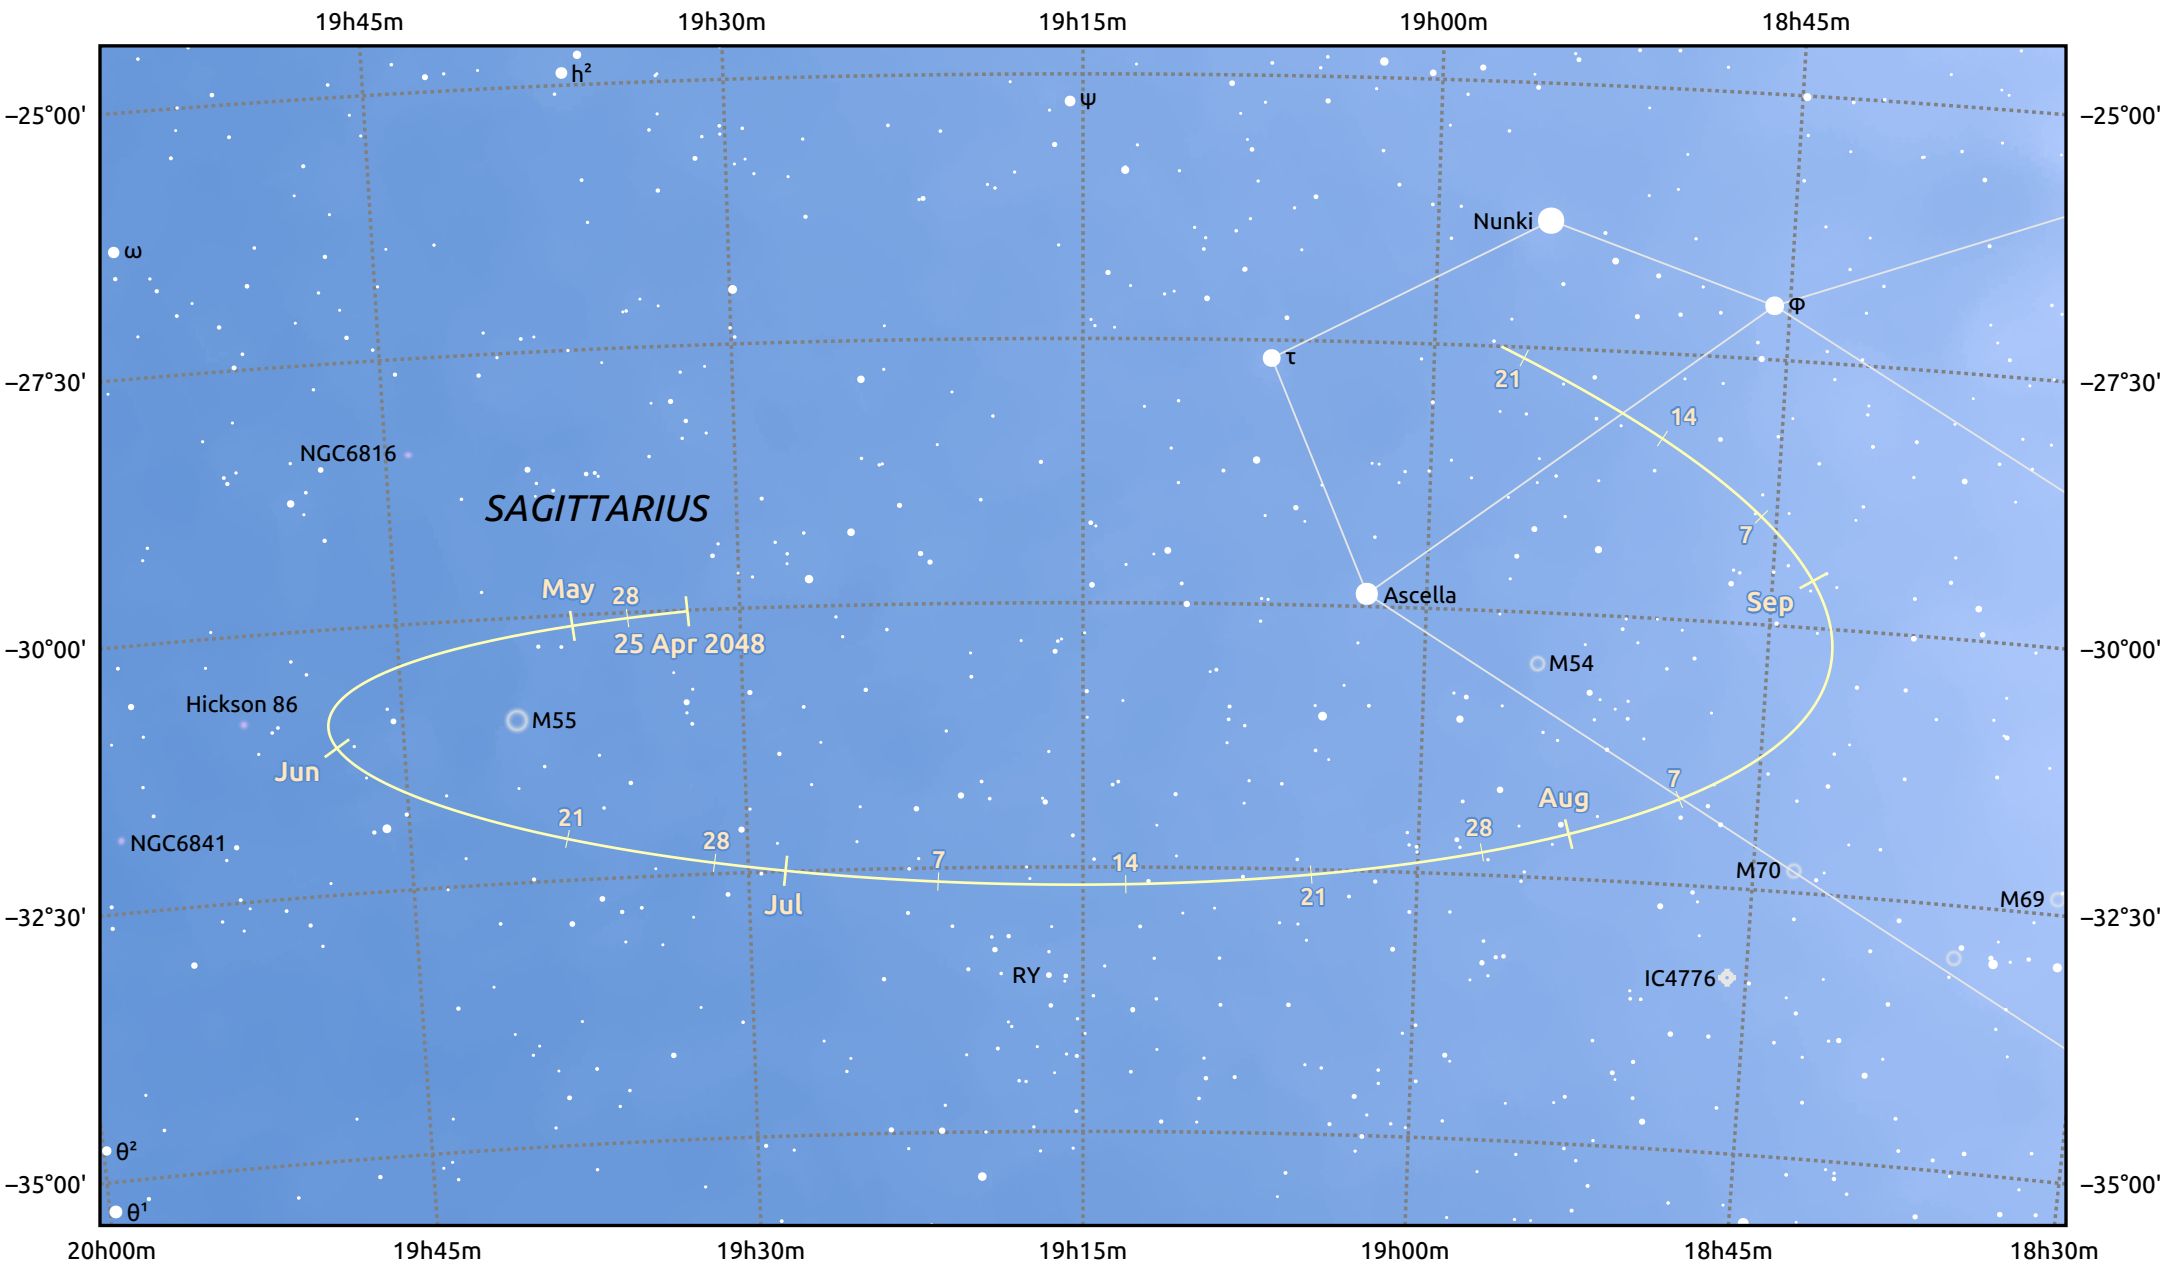 19h45m 19h30m 19h15m 19h00m 18h45m
h²
ψ
–25°00' –25°00'
Nunki
ω
φ
τ
–27°30' 21 –27°30'
14
NGC6816
SAGITTARIUS
7
May 28
Ascella
Sep
25 Apr 2048
–30°00' –30°00'
M54
Hickson 86
M55
Jun
7
Aug
21 28
28
NGC6841
7 14
M70
21
Jul
M69
–32°30' –32°30'
RY
IC4776
θ²
–35°00' –35°00'
θ¹
20h00m 19h45m 19h30m 19h15m 19h00m 18h45m 18h30m